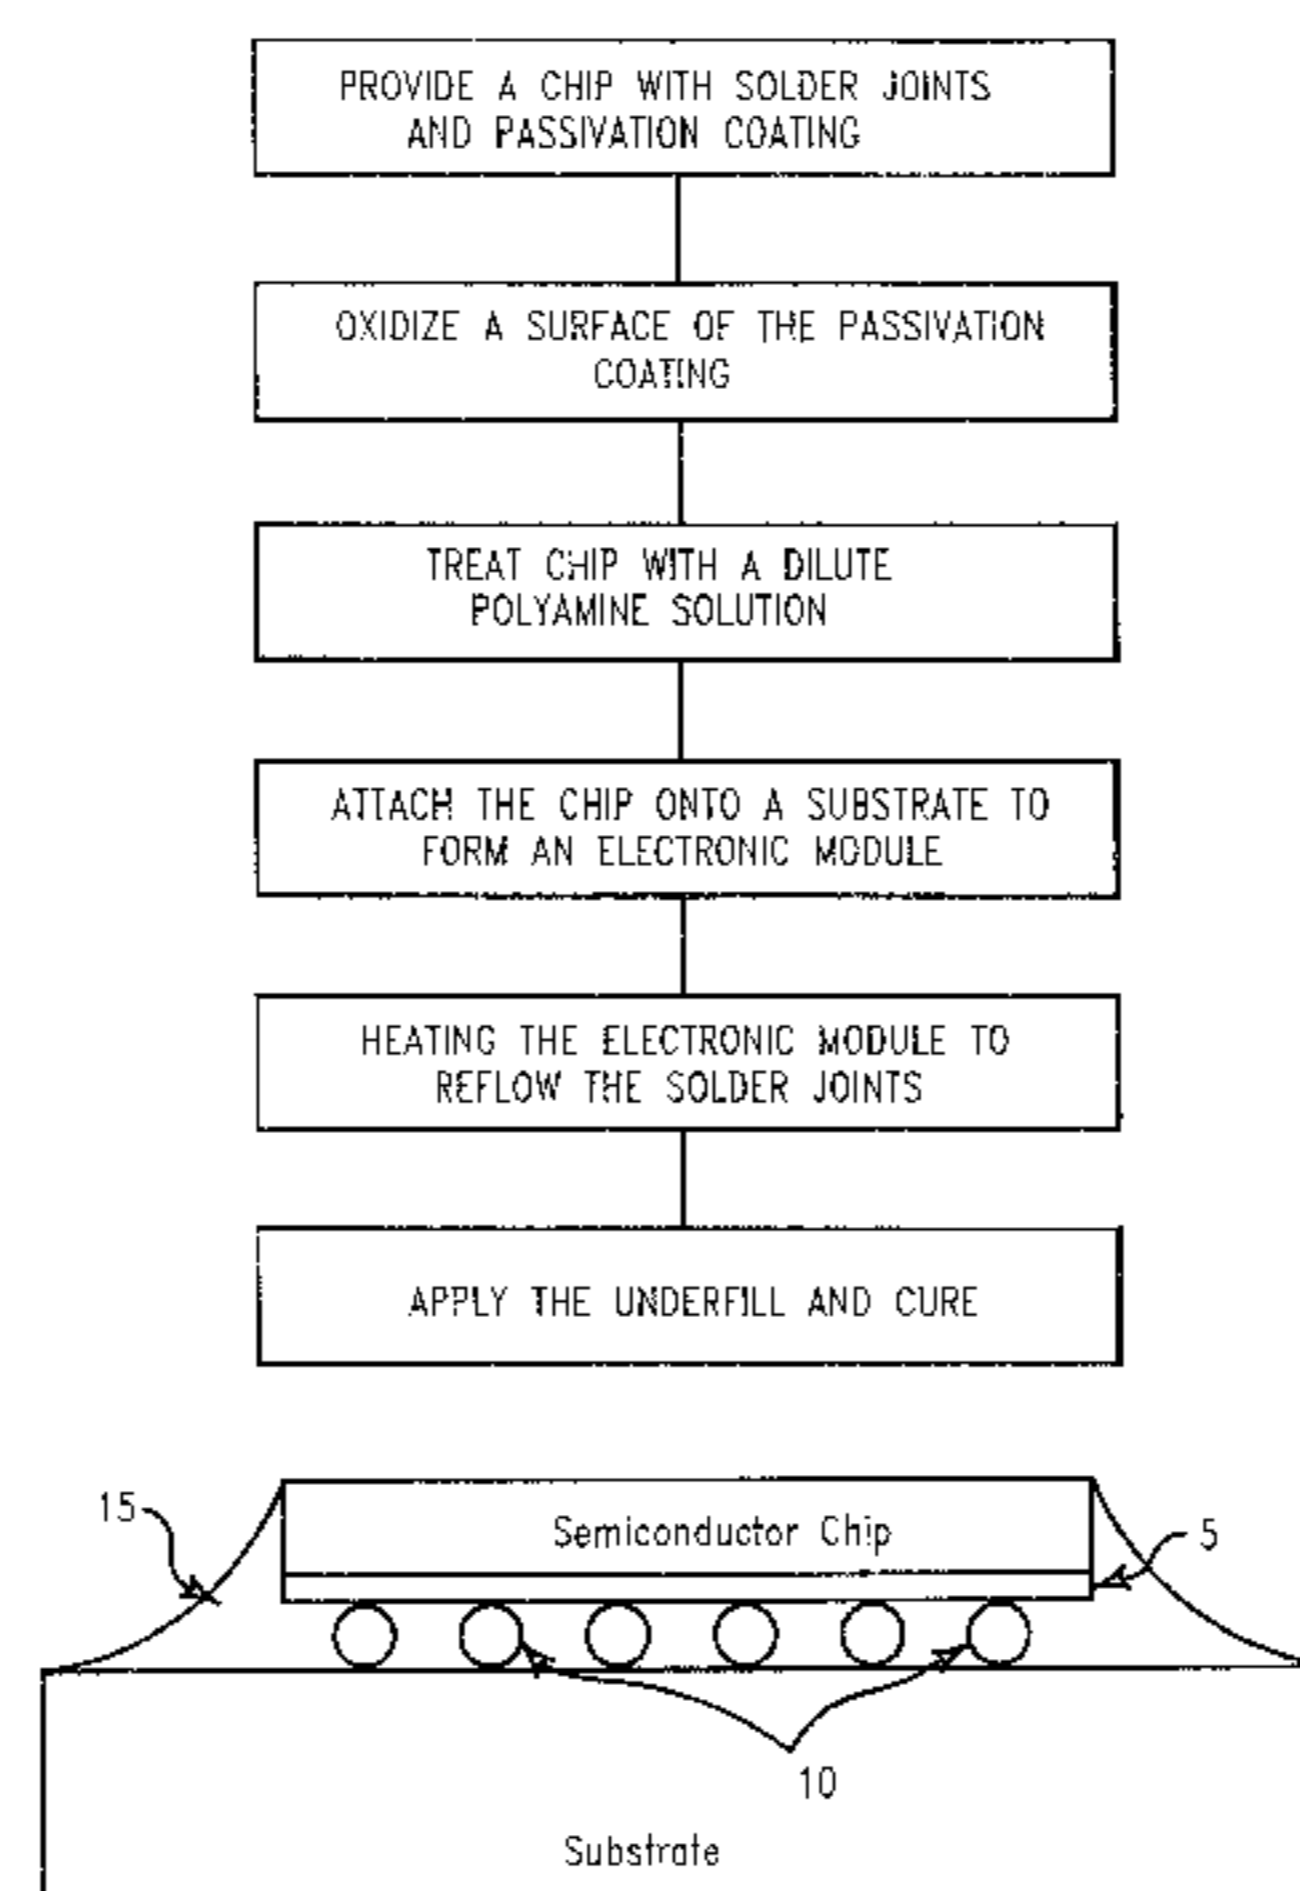 PROVIDE A CHIP WITH SOLDER JOINTS
AND PASSIVATION COATING
OXIDIZE A SURFACE OF THE PASSIVATION
COATING
TREAT CHIP WITH A DILUTE
POLYAMINE SOLUTION
ATTACH THE CHIP ONTO A SUBSTRATE TO
FORM AN ELECTRONIC MODULE
HEATING THE ELECTRONIC MODULE TO
REFLOW THE SOLDER JOINTS
APPLY THE UNDERFILL AND CURE
15
Semiconductor Chip
5
10
Substrate